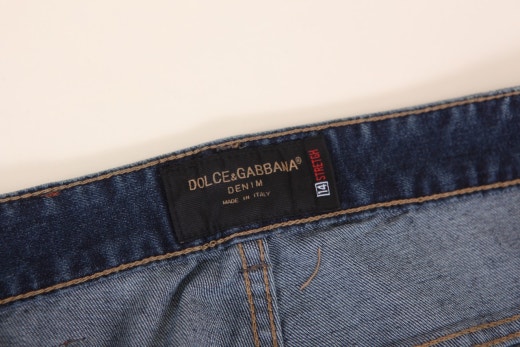 DOLCE&GABBANA®
DENIM
MADE IN ITALY
14 STRETCH